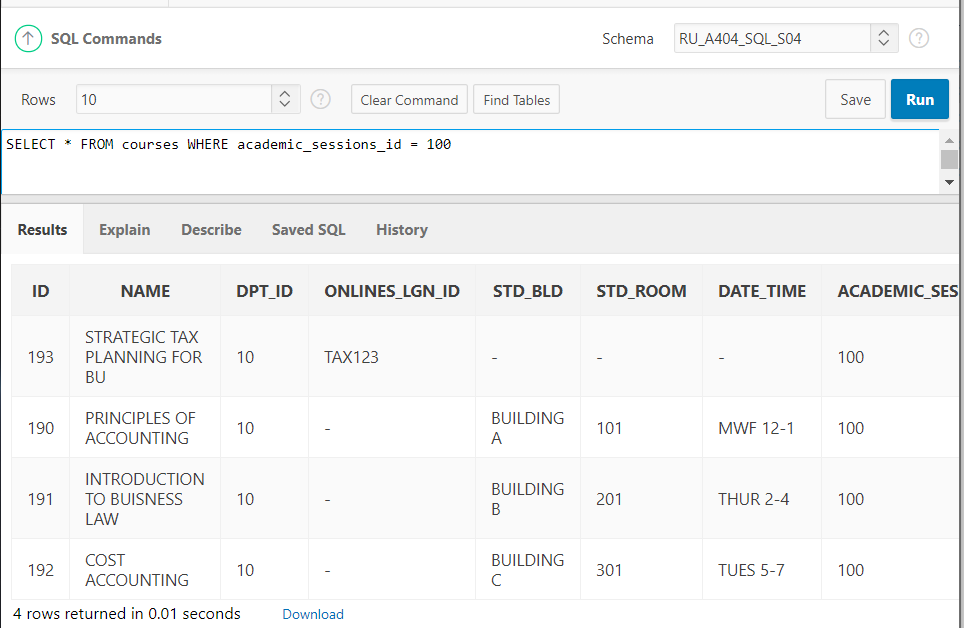 SQL Commands
Schema
RU_A404_SQL_S04
?
Rows
10
?
Clear Command
Find Tables
Save
Run
SELECT * FROM courses WHERE academic_sessions_id = 100
Results
Explain
Describe
Saved SQL
History
ID NAME DPT_ID ONLINES_LGN_ID STD_BLD STD_ROOM DATE_TIME ACADEMIC_SES
193
STRATEGIC TAX
PLANNING FOR
BU
10
TAX123
-
-
-
100
190
PRINCIPLES OF
ACCOUNTING
10
-
BUILDING
A
101
MWF 12-1
100
191
INTRODUCTION
TO BUISNESS
LAW
10
-
BUILDING
B
201
THUR 2-4
100
192
COST
ACCOUNTING
10
-
BUILDING
C
301
TUES 5-7
100
4 rows returned in 0.01 seconds
Download